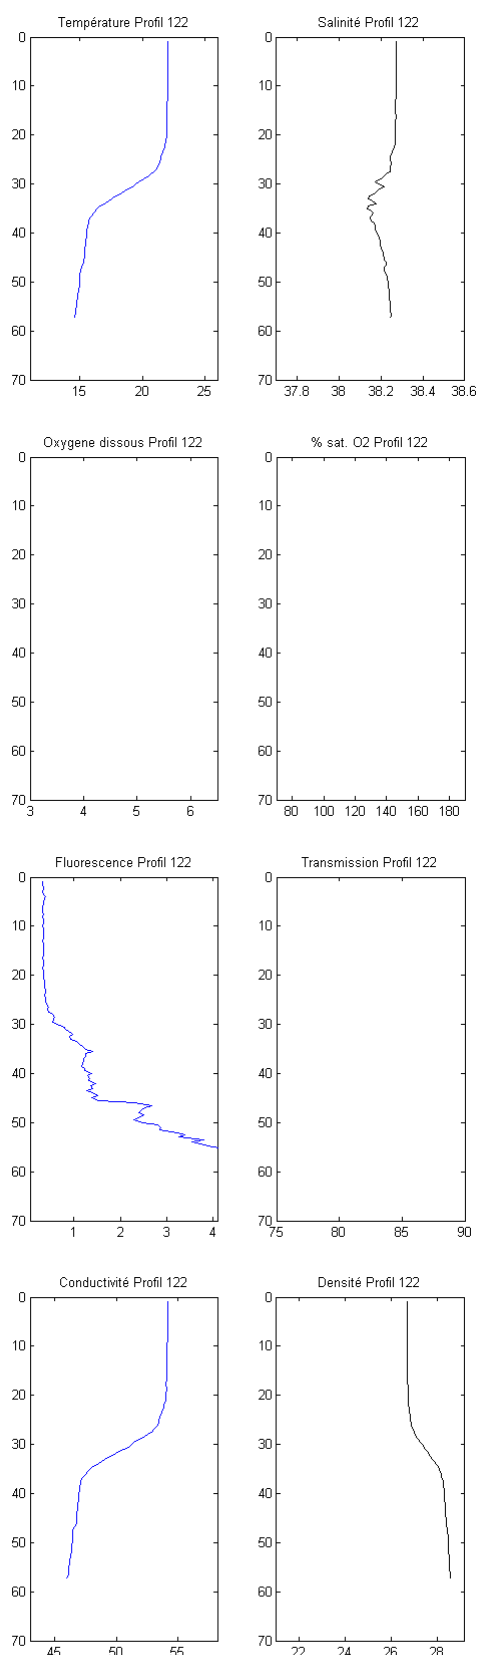 Température Profil 122
Salinité Profil 122
0 0
10 10
20 20
30 30
40 40
50 50
60 60
70 70
15 20 25 37.8 38 38.2 38.4 38.6
Oxygene dissous Profil 122
% sat. O2 Profil 122
0 0
10 10
20 20
30 30
40 40
50 50
60 60
70 70
3 4 5 6 80 100 120 140 160 180
Fluorescence Profil 122
Transmission Profil 122
0 0
10 10
20 20
30 30
40 40
50 50
60 60
70 70
1 2 3 4 75 80 85 90
Conductivité Profil 122
Densité Profil 122
0 0
10 10
20 20
30 30
40 40
50 50
60 60
70 70
45 50 55 22 24 26 28